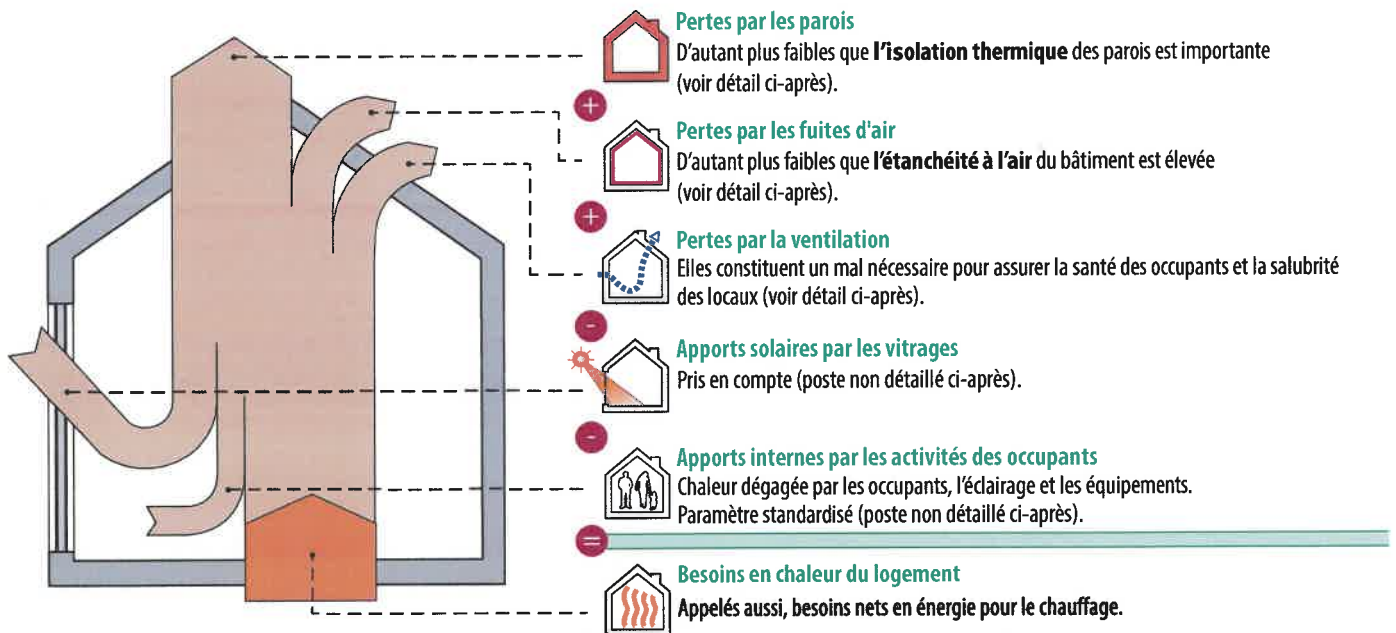 Pertes par les parois
D'autant plus faibles que l'isolation thermique des parois est importante
(voir détail ci-après).
+
Pertes par les fuites d'air
D'autant plus faibles que l'étanchéité à l'air du bâtiment est élevée
(voir détail ci-après).
+
Pertes par la ventilation
Elles constituent un mal nécessaire pour assurer la santé des occupants et la salubrité
des locaux (voir détail ci-après).
-
Apports solaires par les vitrages
Pris en compte (poste non détaillé ci-après).
-
Apports internes par les activités des occupants
Chaleur dégagée par les occupants, l'éclairage et les équipements.
Paramètre standardisé (poste non détaillé ci-après).
=
Besoins en chaleur du logement
Appelés aussi, besoins nets en énergie pour le chauffage.